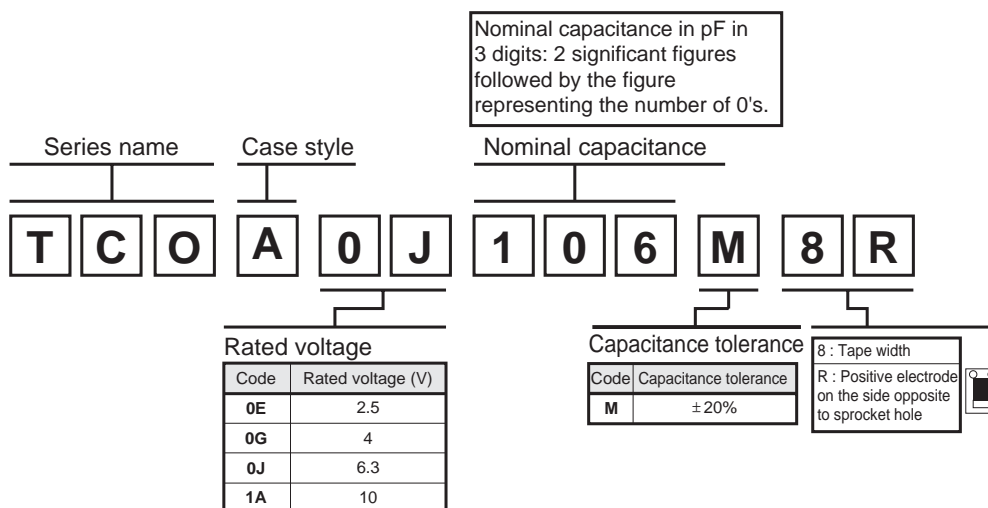 Nominal capacitance in pF in
3 digits: 2 significant figures
followed by the figure
representing the number of 0's.
Series name Case style Nominal capacitance
T C O A 0 J 1 0 6 M 8 R
Rated voltage
Code Rated voltage (V)
0E 2.5
0G 4
0J 6.3
1A 10
Capacitance tolerance
Code Capacitance tolerance
M ±20%
8 : Tape width
R : Positive electrode
on the side opposite
to sprocket hole